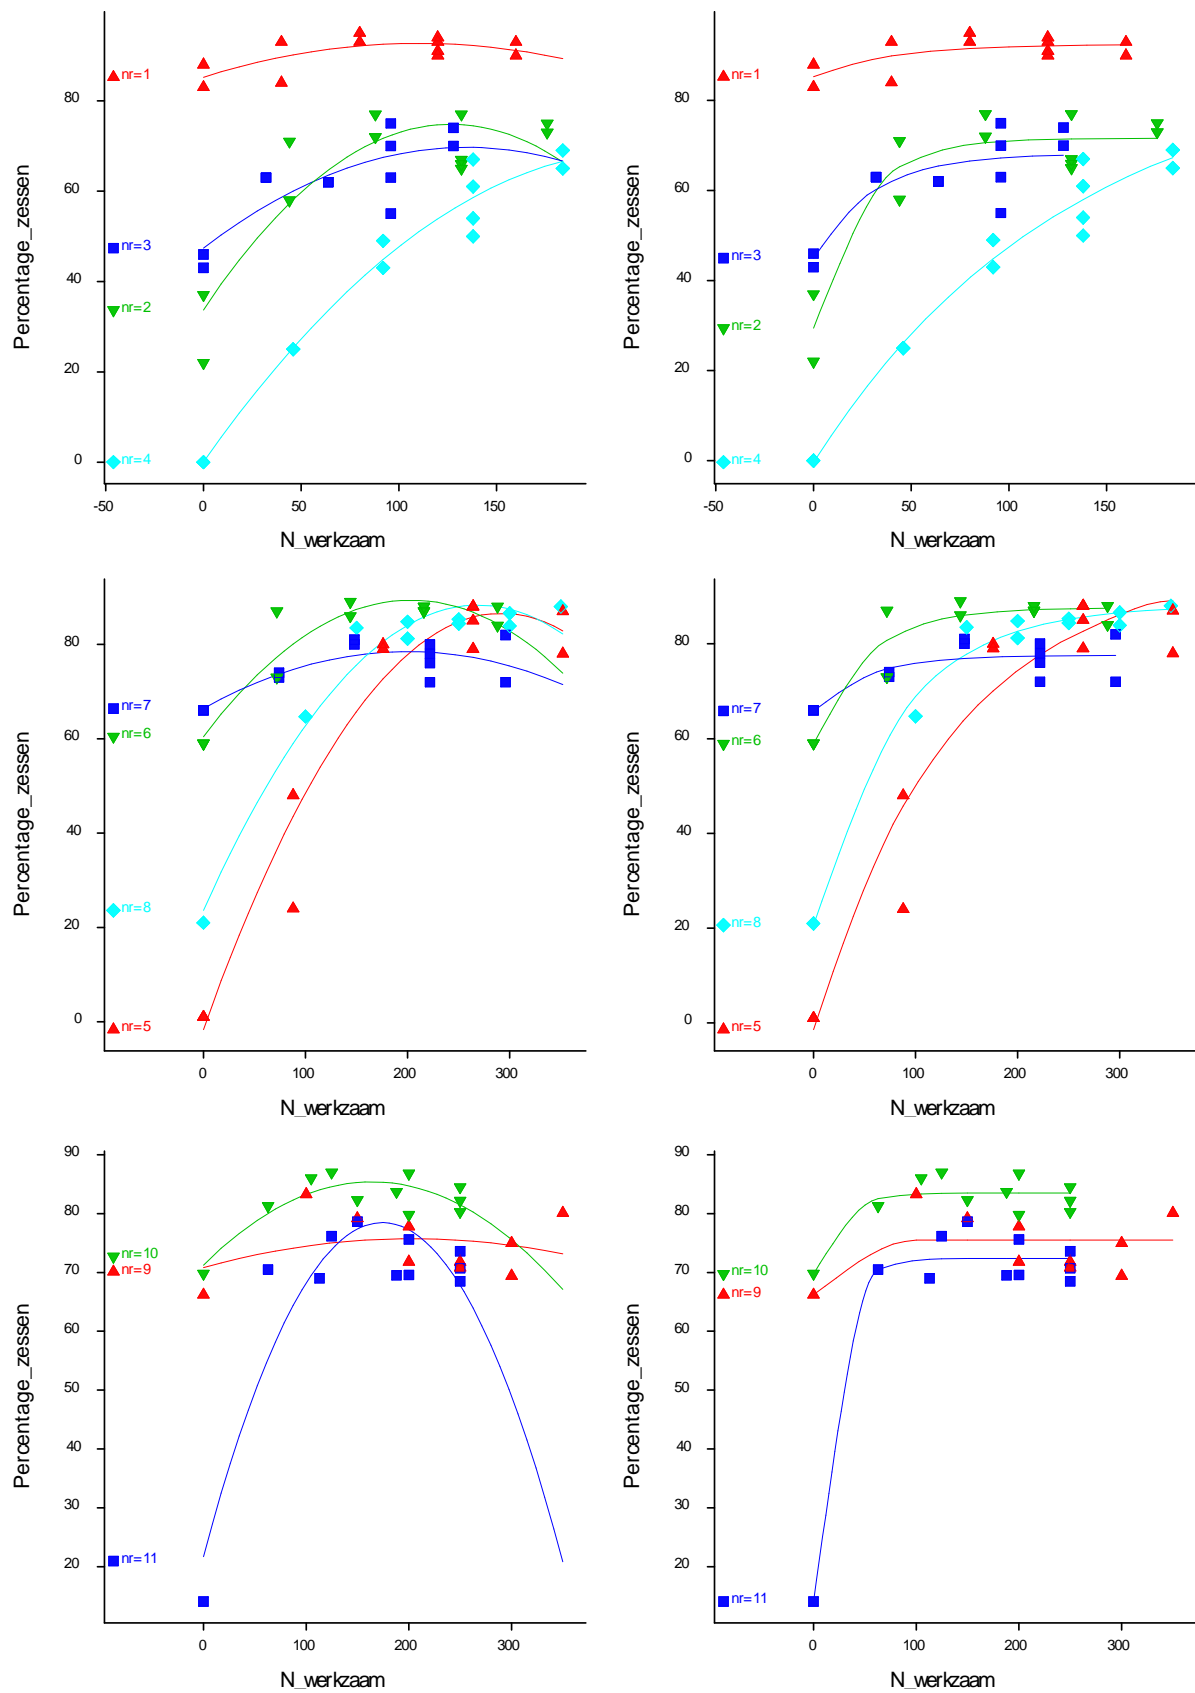 Percentage_zessen
80
60
40
20
0
nr=1
nr=3
nr=2
nr=4
-50 0 50 100 150
N_werkzaam
Percentage_zessen
80
60
40
20
0
nr=1
nr=3
nr=2
nr=4
-50 0 50 100 150
N_werkzaam
Percentage_zessen
80
60
40
20
0
nr=7
nr=6
nr=8
nr=5
0 100 200 300
N_werkzaam
Percentage_zessen
80
60
40
20
0
nr=7
nr=6
nr=8
nr=5
0 100 200 300
N_werkzaam
Percentage_zessen
90
80
70
60
50
40
30
20
nr=10
nr=9
nr=11
0 100 200 300
N_werkzaam
Percentage_zessen
90
80
70
60
50
40
30
20
nr=10
nr=9
nr=11
0 100 200 300
N_werkzaam